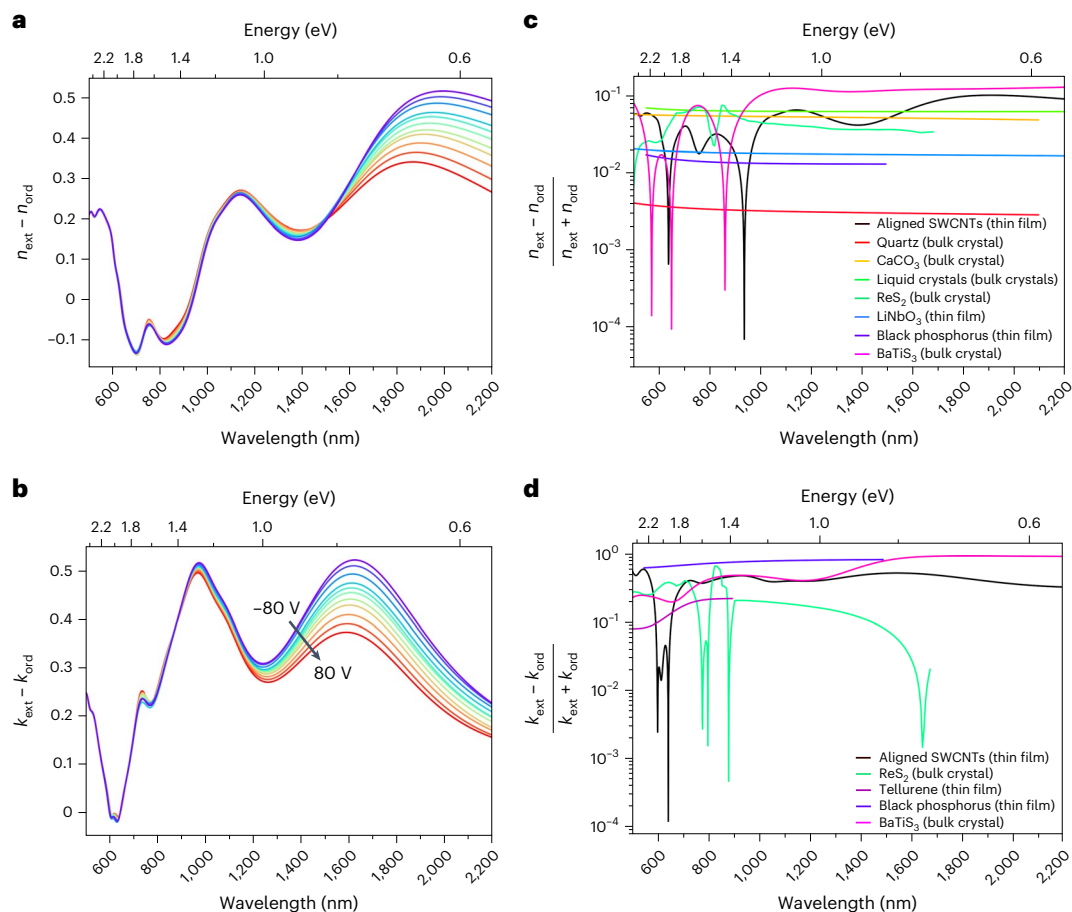 a
Energy (eV)
2.2 1.8 1.4 1.0 0.6
0.5
0.4
0.3
0.2
0.1
0
−0.1
n_ext − n_ord
600 800 1,000 1,200 1,400 1,600 1,800 2,000 2,200
Wavelength (nm)
c
Energy (eV)
2.2 1.8 1.4 1.0 0.6
10⁻¹
10⁻²
10⁻³
10⁻⁴
n_ext − n_ord
n_ext + n_ord
Aligned SWCNTs (thin film)
Quartz (bulk crystal)
CaCO₃ (bulk crystal)
Liquid crystals (bulk crystals)
ReS₂ (bulk crystal)
LiNbO₃ (thin film)
Black phosphorus (thin film)
BaTiS₃ (bulk crystal)
600 800 1,000 1,200 1,400 1,600 1,800 2,000 2,200
Wavelength (nm)
b
Energy (eV)
2.2 1.8 1.4 1.0 0.6
0.5
0.4
0.3
0.2
0.1
0
k_ext − k_ord
−80 V
80 V
600 800 1,000 1,200 1,400 1,600 1,800 2,000 2,200
Wavelength (nm)
d
Energy (eV)
2.2 1.8 1.4 1.0 0.6
10⁰
10⁻¹
10⁻²
10⁻³
10⁻⁴
k_ext − k_ord
k_ext + k_ord
Aligned SWCNTs (thin film)
ReS₂ (bulk crystal)
Tellurene (thin film)
Black phosphorus (thin film)
BaTiS₃ (bulk crystal)
600 800 1,000 1,200 1,400 1,600 1,800 2,000 2,200
Wavelength (nm)